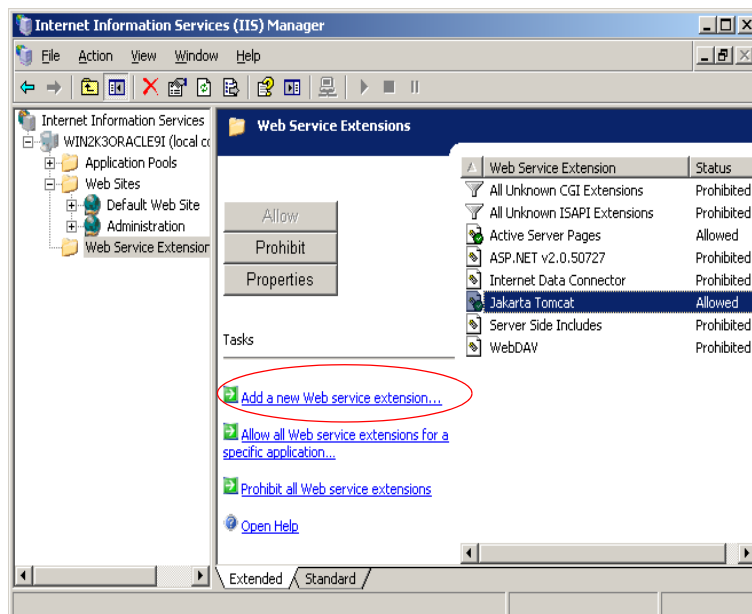 Internet Information Services (IIS) Manager
File Action View Window Help
Internet Information Services
WIN2K3ORACLE9I (local co
Application Pools
Web Sites
Default Web Site
Administration
Web Service Extension
Web Service Extensions
Allow
Prohibit
Properties
Tasks
Add a new Web service extension...
Allow all Web service extensions for a
specific application...
Prohibit all Web service extensions
Open Help
Web Service Extension Status
All Unknown CGI Extensions Prohibited
All Unknown ISAPI Extensions Prohibited
Active Server Pages Allowed
ASP.NET v2.0.50727 Prohibited
Internet Data Connector Prohibited
Jakarta Tomcat Allowed
Server Side Includes Prohibited
WebDAV Prohibited
Extended Standard